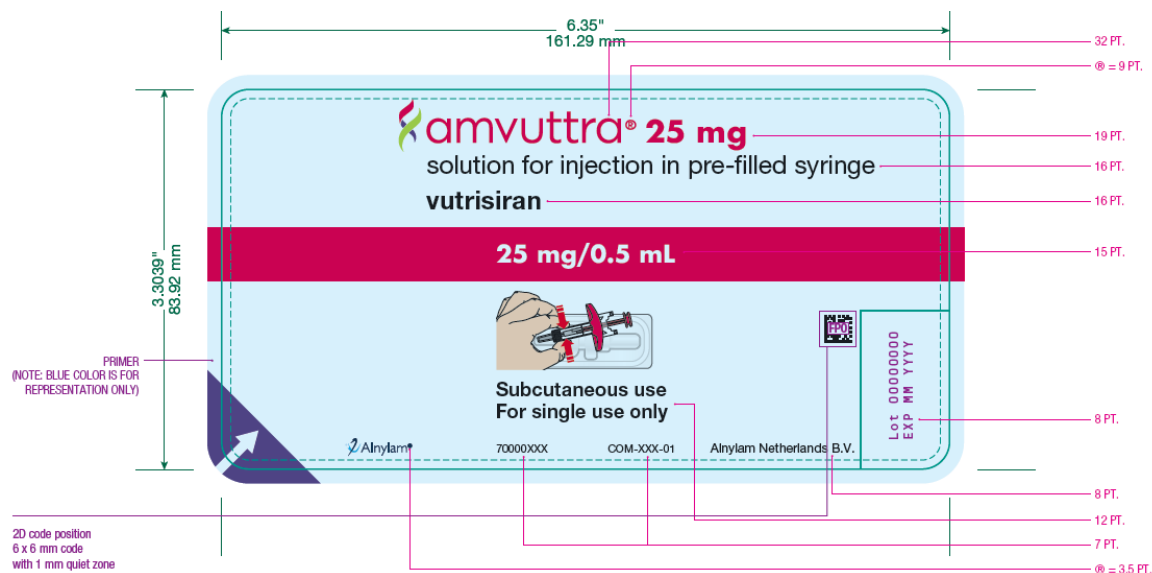 6.35"
161.29 mm
32 PT.
® = 9 PT.
3.3039"
83.92 mm
amvuttra® 25 mg
19 PT.
solution for injection in pre-filled syringe
16 PT.
vutrisiran
16 PT.
25 mg/0.5 mL
15 PT.
FPO
PRIMER
(NOTE: BLUE COLOR IS FOR
REPRESENTATION ONLY)
Subcutaneous use
For single use only
Lot 00000000
EXP MM YYYY
8 PT.
Alnylam®
70000XXX
COM-XXX-01
Alnylam Netherlands B.V.
8 PT.
12 PT.
7 PT.
® = 3.5 PT.
2D code position
6 x 6 mm code
with 1 mm quiet zone